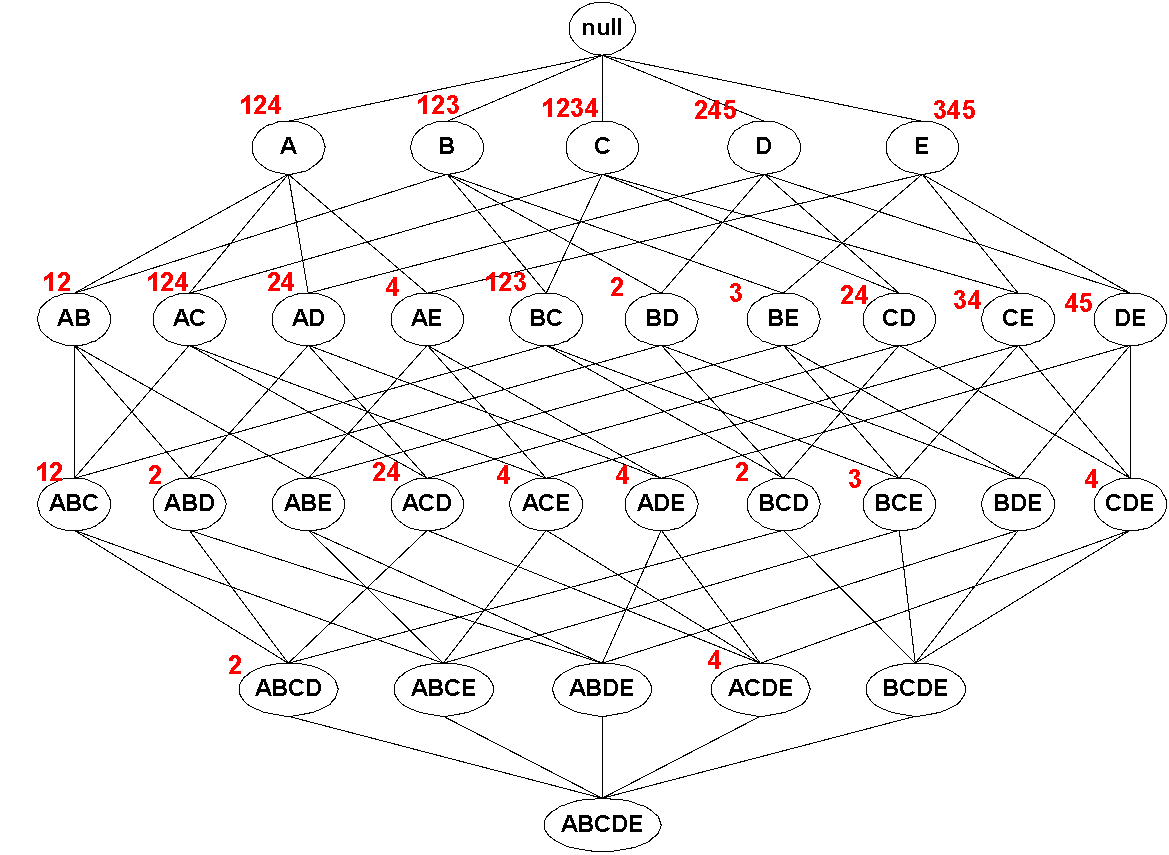 null
124 123 1234 245 345
A B C D E
12 124 24 4 123 2 3 24 34 45
AB AC AD AE BC BD BE CD CE DE
12 2 24 4 4 2 3 4
ABC ABD ABE ACD ACE ADE BCD BCE BDE CDE
2 4
ABCD ABCE ABDE ACDE BCDE
ABCDE